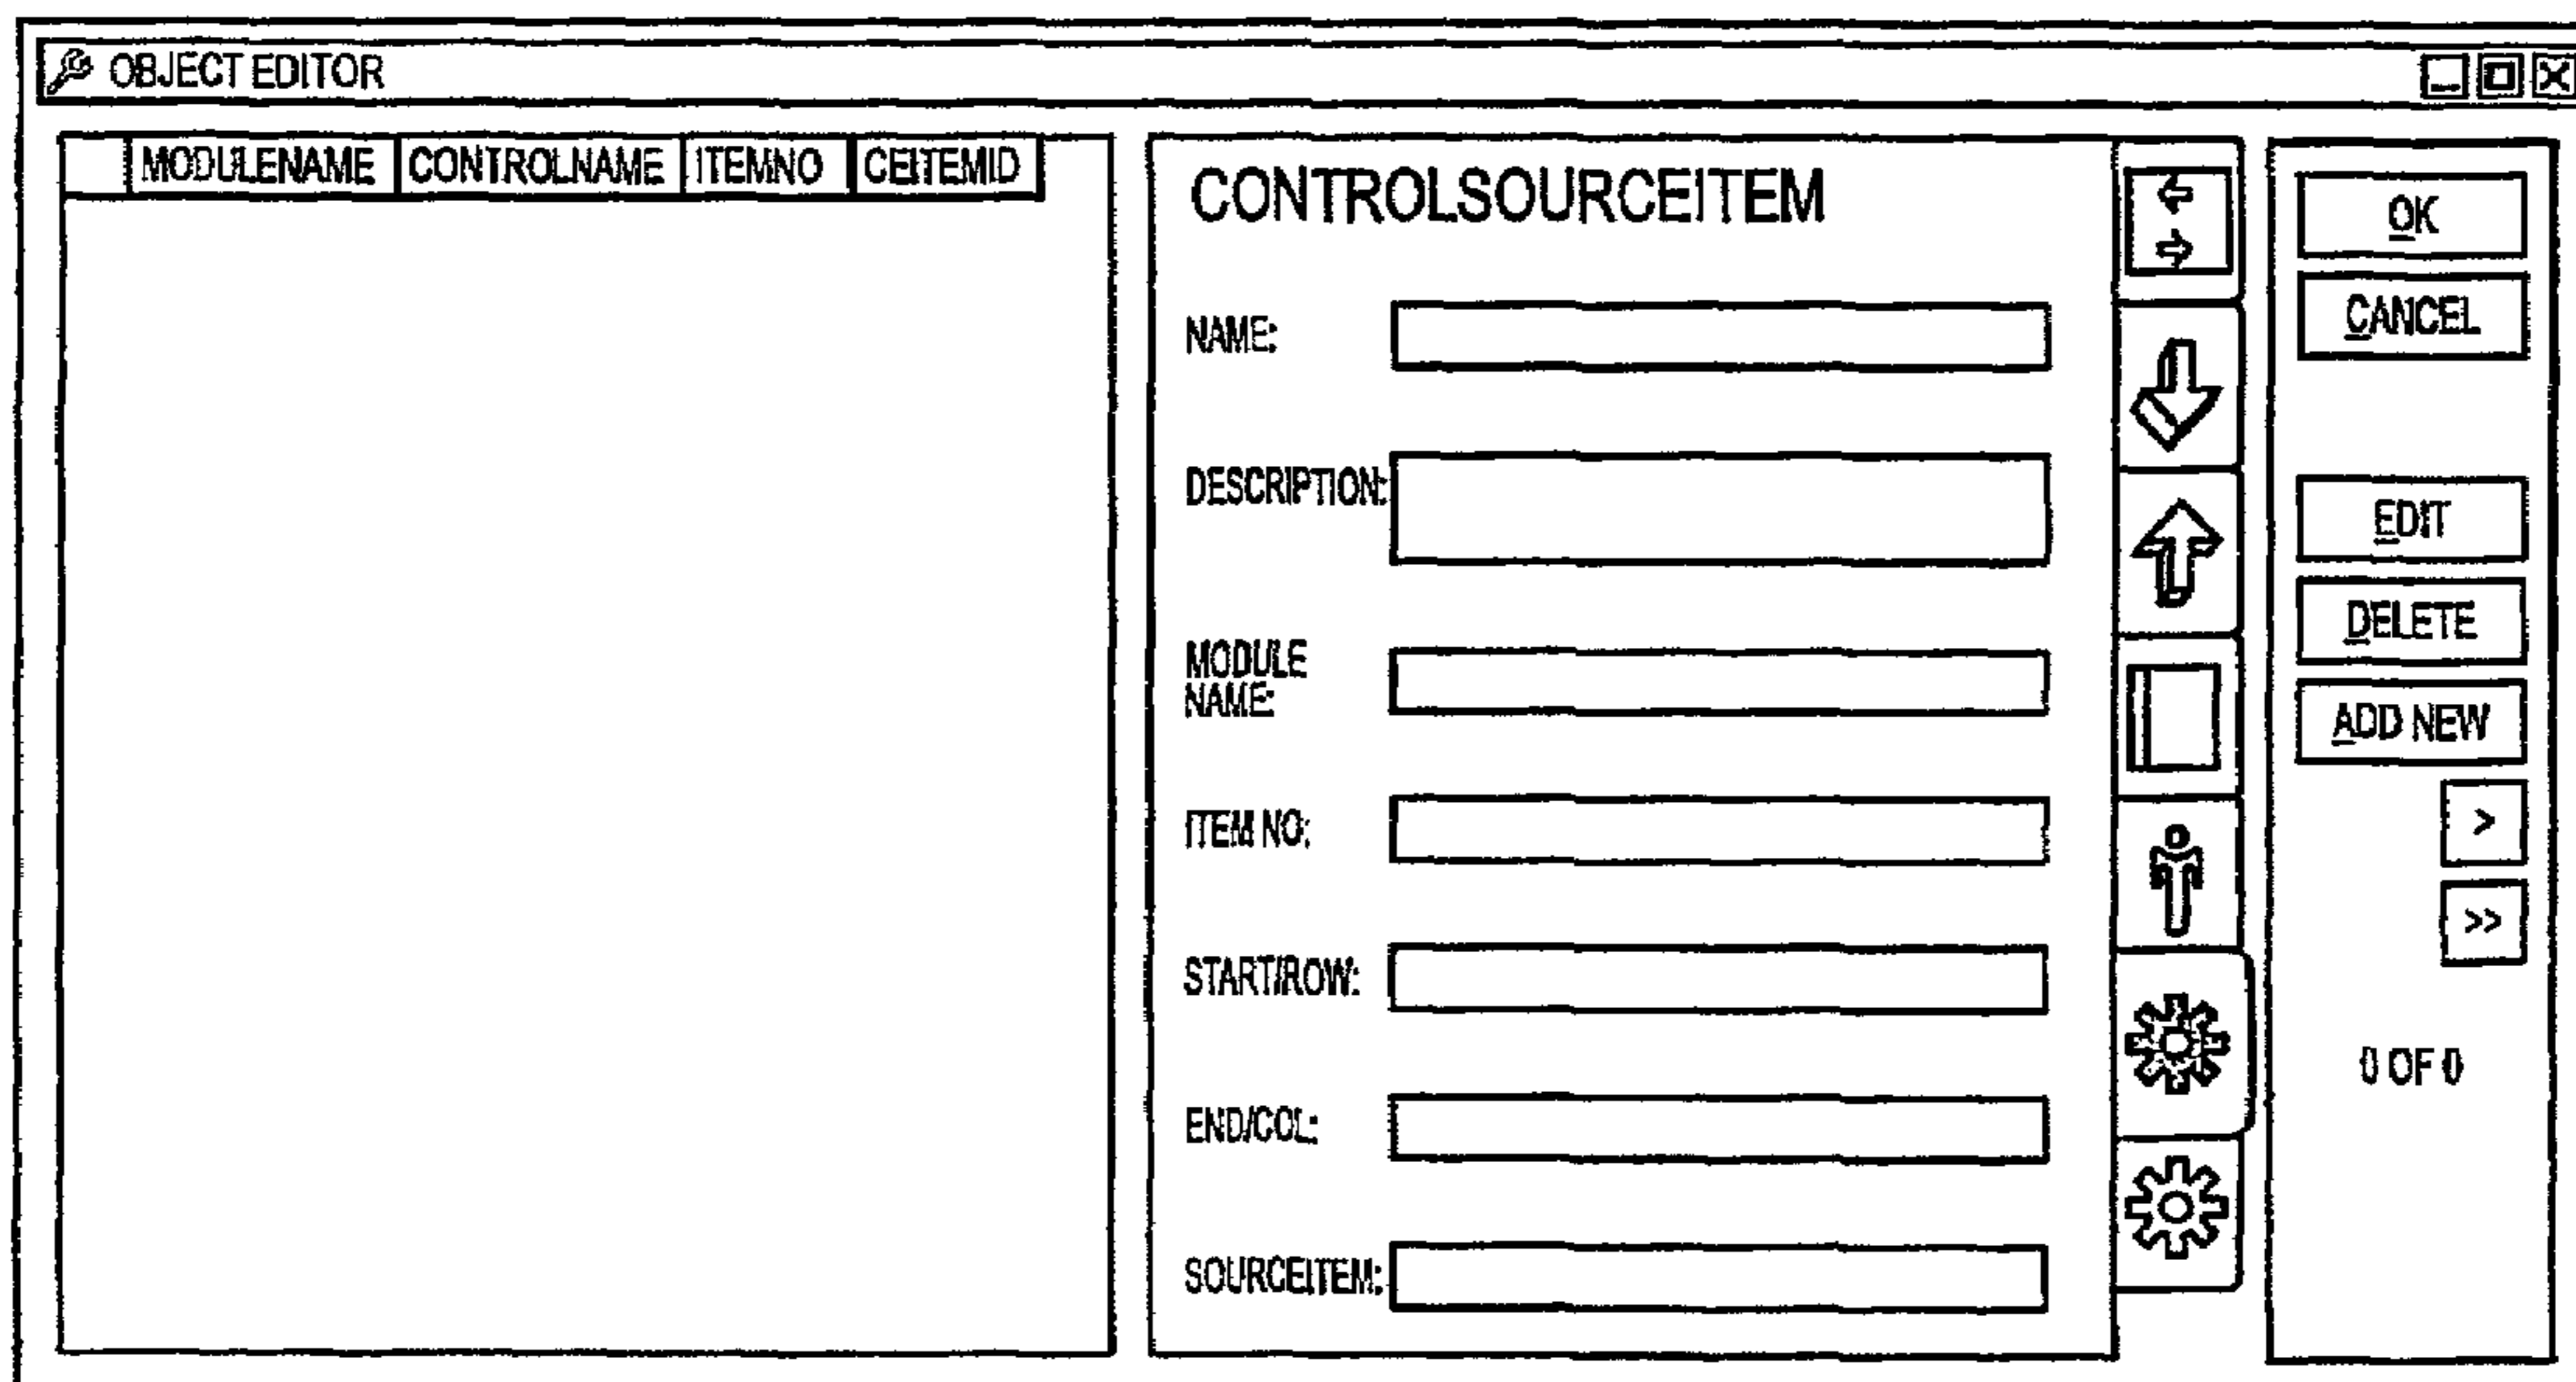 OBJECT EDITOR
MODULENAME CONTROLNAME ITEMNO CEITEMID
CONTROLSOURCEITEM
NAME:
DESCRIPTION:
MODULE
NAME:
ITEM NO:
START/ROW:
END/COL:
SOURCEITEM:
OK
CANCEL
EDIT
DELETE
ADD NEW
>
>>
0 OF 0